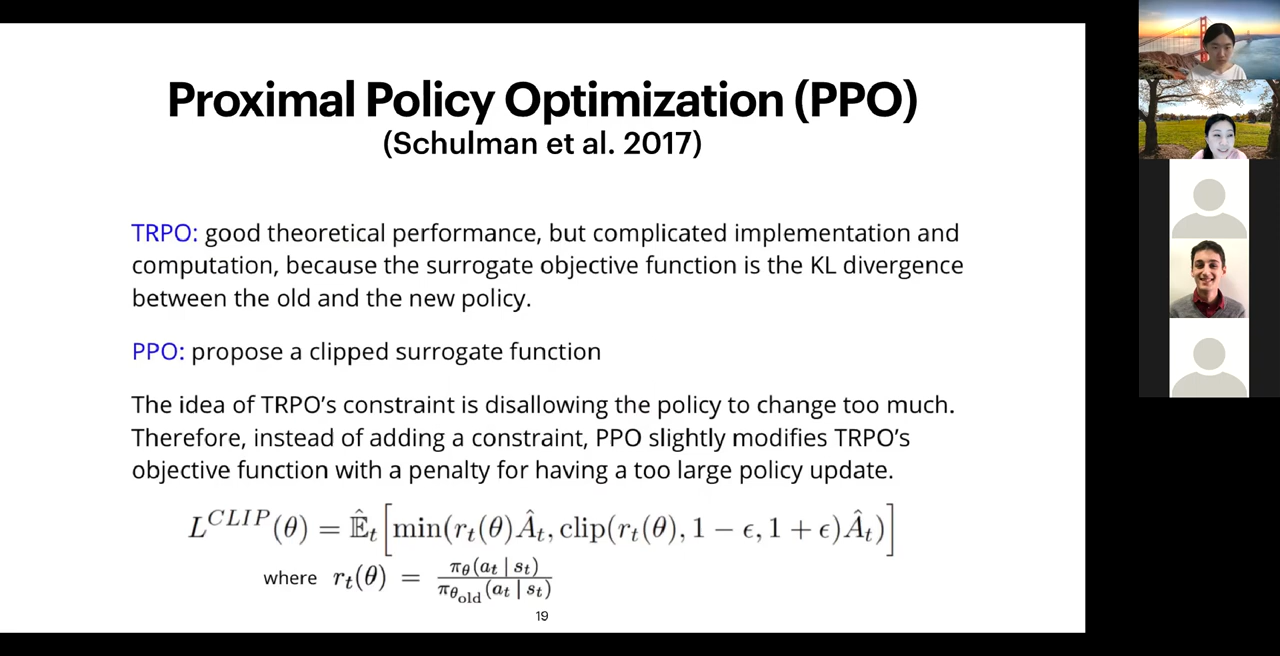 Proximal Policy Optimization (PPO)
(Schulman et al. 2017)
TRPO: good theoretical performance, but complicated implementation and
computation, because the surrogate objective function is the KL divergence
between the old and the new policy.
PPO: propose a clipped surrogate function
The idea of TRPO’s constraint is disallowing the policy to change too much.
Therefore, instead of adding a constraint, PPO slightly modifies TRPO’s
objective function with a penalty for having a too large policy update.
L^{CLIP}(θ) = Ê_t[min(r_t(θ)Â_t, clip(r_t(θ), 1 − ϵ, 1 + ϵ)Â_t)]
where r_t(θ) = π_θ(a_t | s_t) / π_{θ_old}(a_t | s_t)
19